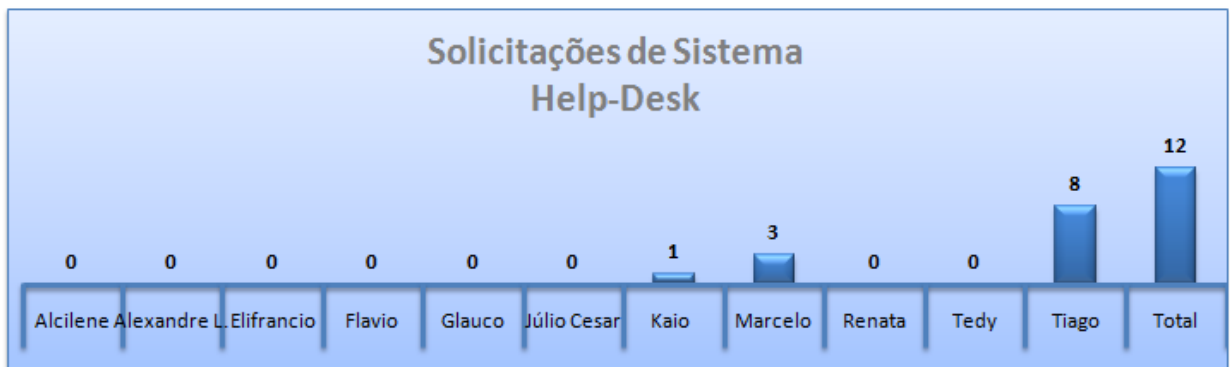 Solicitações de Sistema
Help-Desk
12
8
3
1
0 0 0 0 0 0 0 0
Alcilene Alexandre L. Elifrancio Flavio Glauco Júlio Cesar Kaio Marcelo Renata Tedy Tiago Total